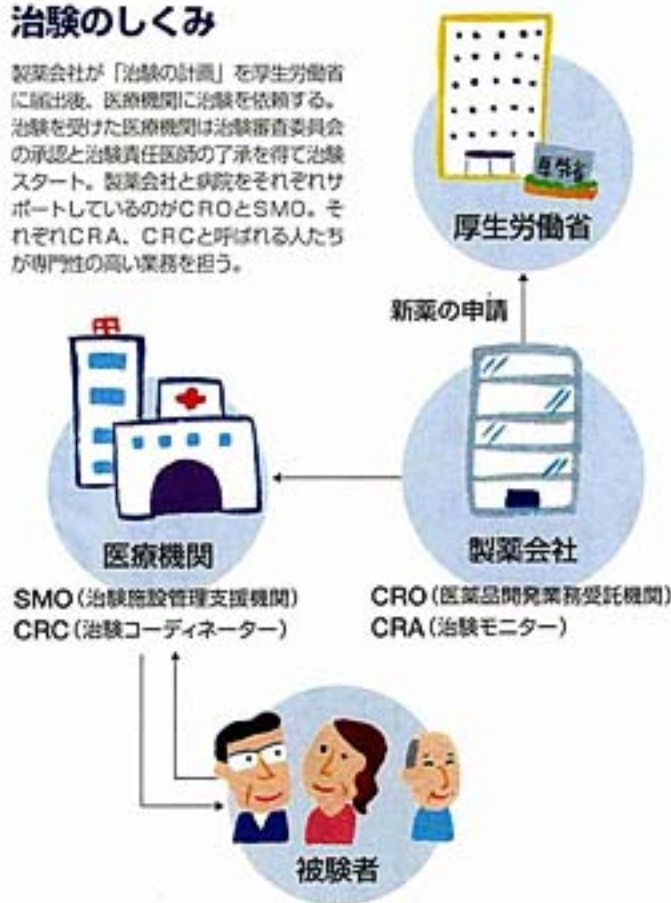 治験のしくみ
製薬会社が「治験の計画」を厚生労働省
に届出後、医療機関に治験を依頼する。
治験を受けた医療機関は治験審査委員会
の承認と治験責任医師の了承を得て治験
スタート。製薬会社と病院をそれぞれサ
ポートしているのがCROとSMO。そ
れぞれCRA、CRCと呼ばれる人たち
が専門性の高い業務を担う。
厚労省
厚生労働省
新薬の申請
医療機関
製薬会社
SMO(治験施設管理支援機関)
CRC(治験コーディネーター)
CRO(医薬品開発業務受託機関)
CRA(治験モニター)
被験者